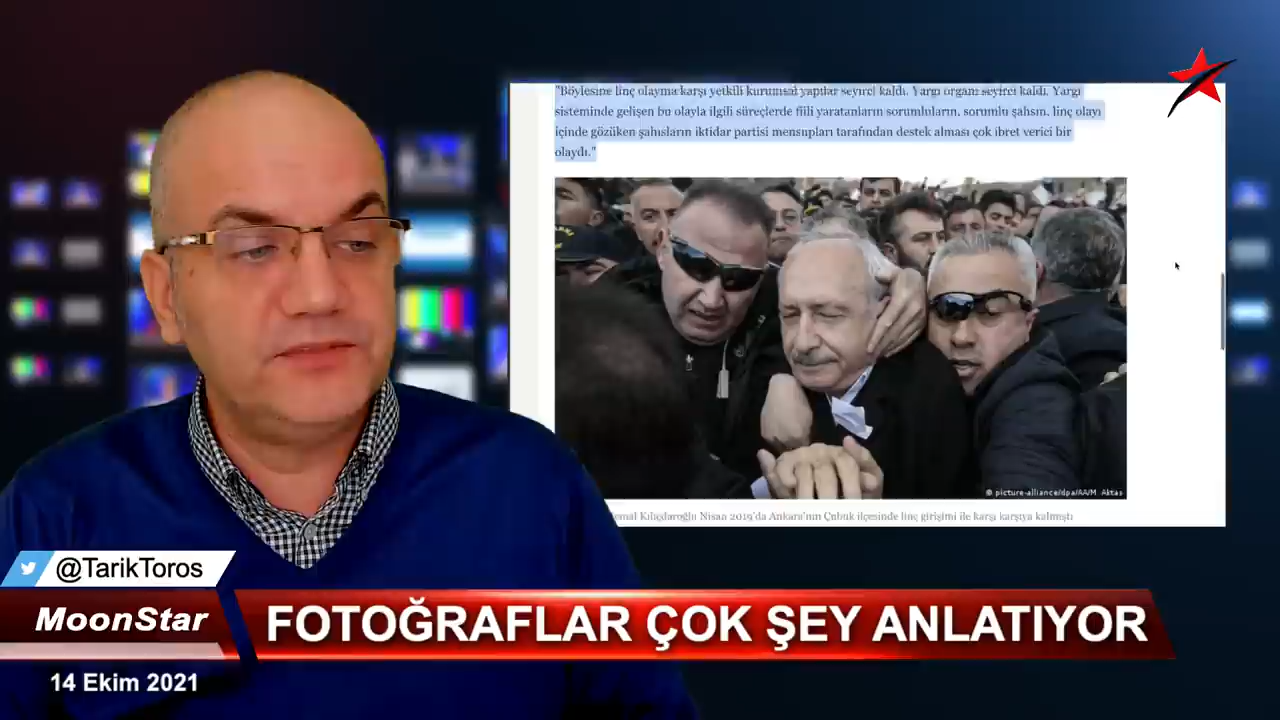 "Böylesine linç olayına karşı yetkili kurumsal yapılar seyirci kaldı. Yargı organı seyirci kaldı. Yargı
sisteminde gelişen bu olayla ilgili süreçlerde fiili yaratanların sorumluların, sorumlu şahsın, linç olayı
içinde gözüken şahısların iktidar partisi mensupları tarafından destek alması çok ibret verici bir
olaydı."
picture-alliance/dpa/AA/M. Aktas
emal Kılıçdaroğlu Nisan 2019'da Ankara'nın Çubuk ilçesinde linç girişimi ile karşı karşıya kalmıştı
@TarikToros
MoonStar
FOTOĞRAFLAR ÇOK ŞEY ANLATIYOR
14 Ekim 2021